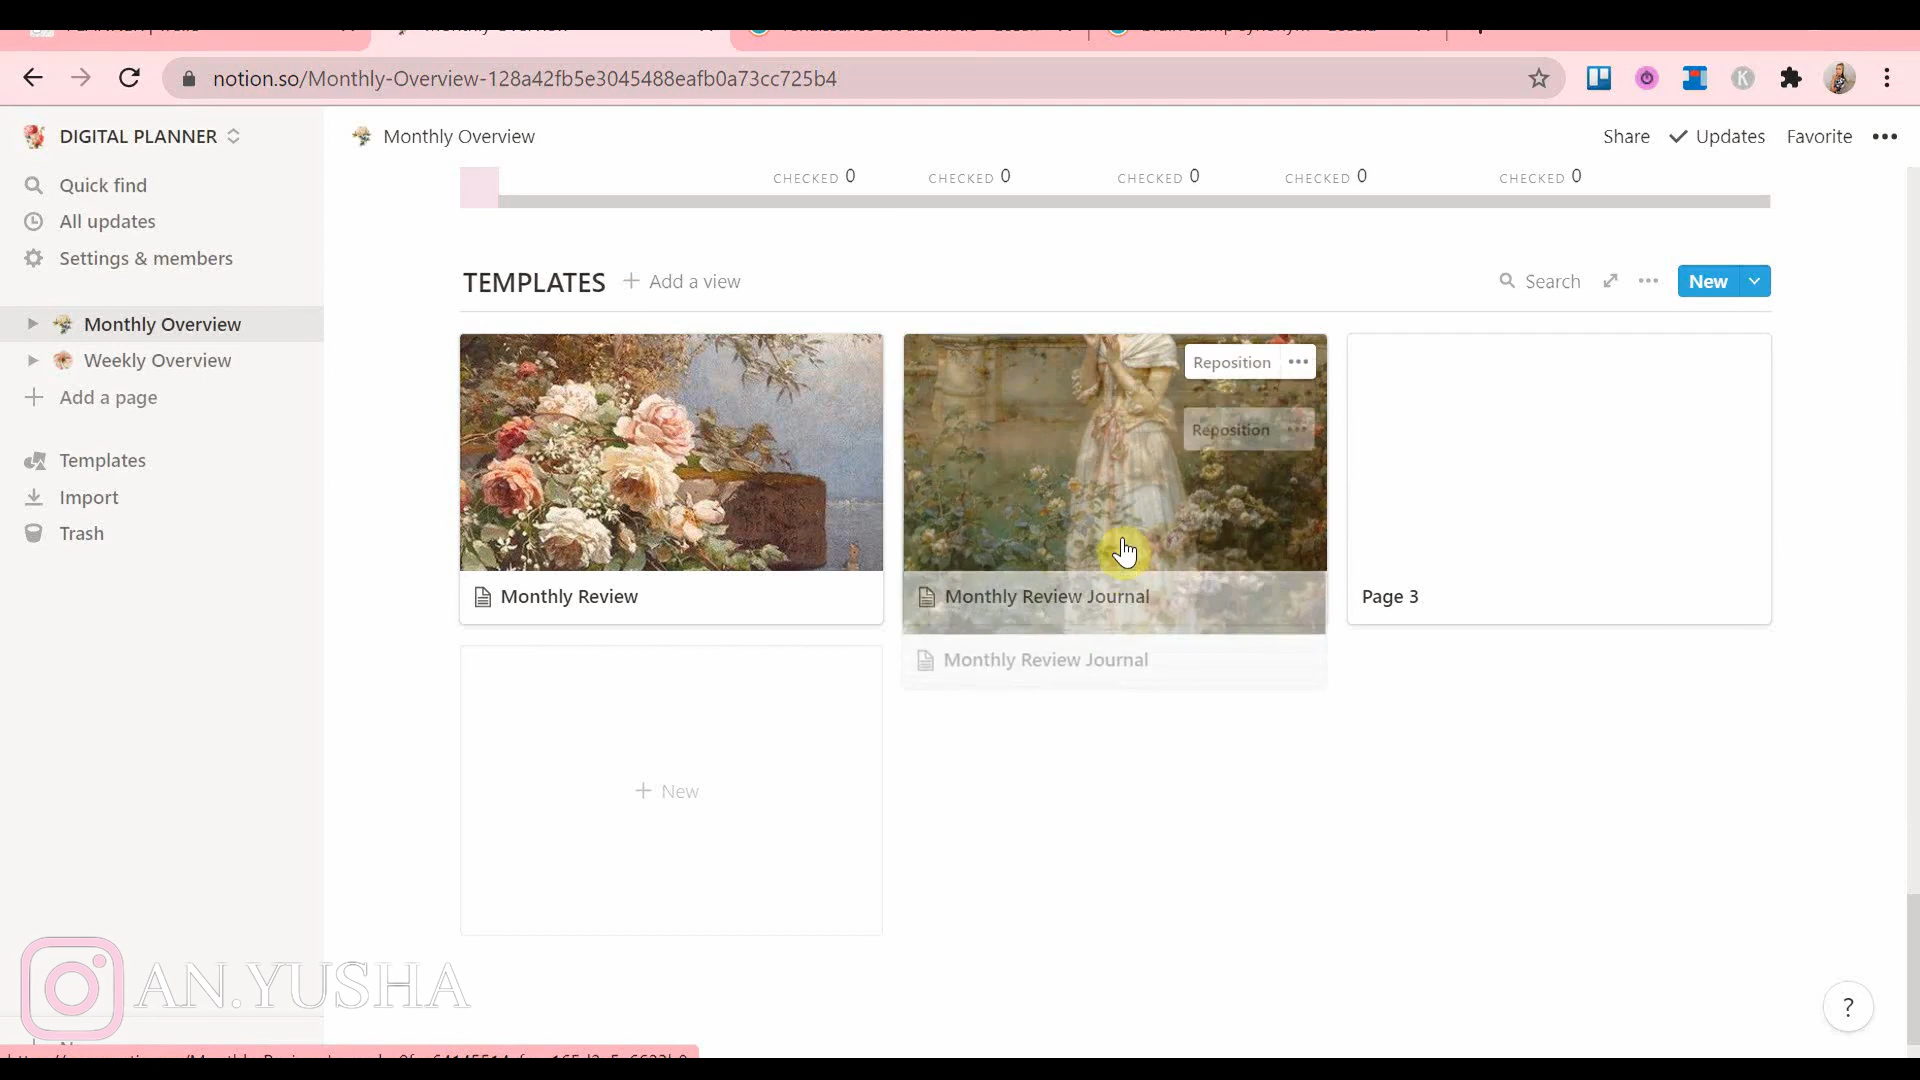 notion.so/Monthly-Overview-128a42fb5e3045488eafb0a73cc725b4
K
DIGITAL PLANNER
Monthly Overview
Share
Updates
Favorite
Quick find
All updates
Settings & members
Monthly Overview
Weekly Overview
Add a page
Templates
Import
Trash
CHECKED 0
CHECKED 0
CHECKED 0
CHECKED 0
CHECKED 0
TEMPLATES
Add a view
Search
New
Reposition
Reposition
Monthly Review
Monthly Review Journal
Page 3
Monthly Review Journal
New
AN.YUSHA
?